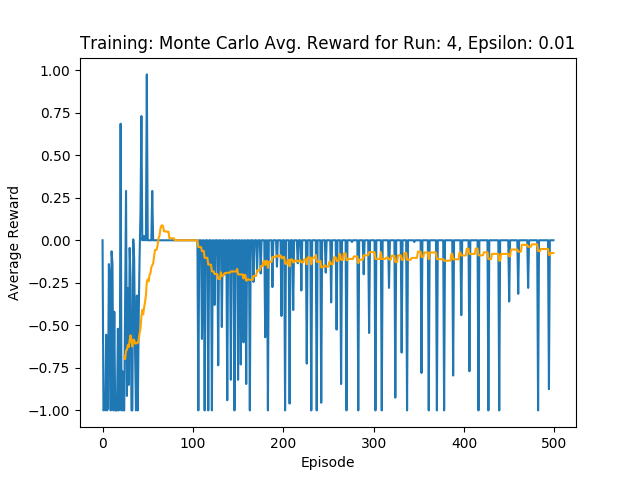 Training: Monte Carlo Avg. Reward for Run: 4, Epsilon: 0.01
1.00
0.75
0.50
0.25
0.00
−0.25
−0.50
−0.75
−1.00
Average Reward
0 100 200 300 400 500
Episode